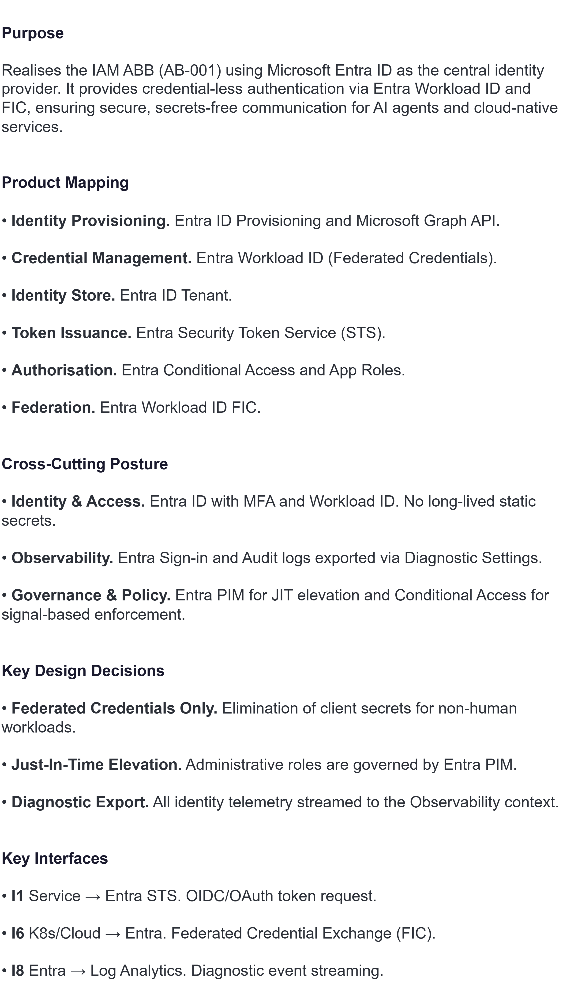 Purpose
Realises the IAM ABB (AB-001) using Microsoft Entra ID as the central identity
provider. It provides credential-less authentication via Entra Workload ID and
FIC, ensuring secure, secrets-free communication for AI agents and cloud-native
services.
Product Mapping
• Identity Provisioning. Entra ID Provisioning and Microsoft Graph API.
• Credential Management. Entra Workload ID (Federated Credentials).
• Identity Store. Entra ID Tenant.
• Token Issuance. Entra Security Token Service (STS).
• Authorisation. Entra Conditional Access and App Roles.
• Federation. Entra Workload ID FIC.
Cross-Cutting Posture
• Identity & Access. Entra ID with MFA and Workload ID. No long-lived static
secrets.
• Observability. Entra Sign-in and Audit logs exported via Diagnostic Settings.
• Governance & Policy. Entra PIM for JIT elevation and Conditional Access for
signal-based enforcement.
Key Design Decisions
• Federated Credentials Only. Elimination of client secrets for non-human
workloads.
• Just-In-Time Elevation. Administrative roles are governed by Entra PIM.
• Diagnostic Export. All identity telemetry streamed to the Observability context.
Key Interfaces
• I1 Service → Entra STS. OIDC/OAuth token request.
• I6 K8s/Cloud → Entra. Federated Credential Exchange (FIC).
• I8 Entra → Log Analytics. Diagnostic event streaming.